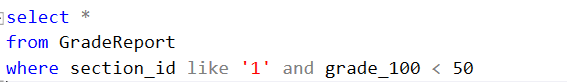 select *
from GradeReport
where section_id like '1' and grade_100 < 50